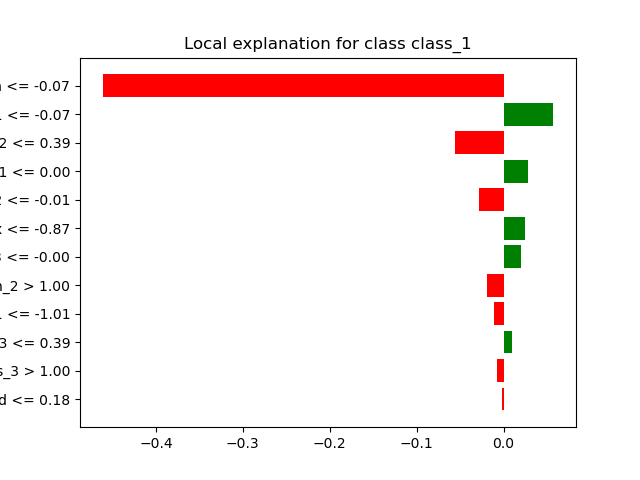 Local explanation for class class_1
<= -0.07
<= -0.07
2 <= 0.39
1 <= 0.00
<= -0.01
<= -0.87
<= -0.00
_2 > 1.00
<= -1.01
3 <= 0.39
s_3 > 1.00
d <= 0.18
−0.4
−0.3
−0.2
−0.1
0.0